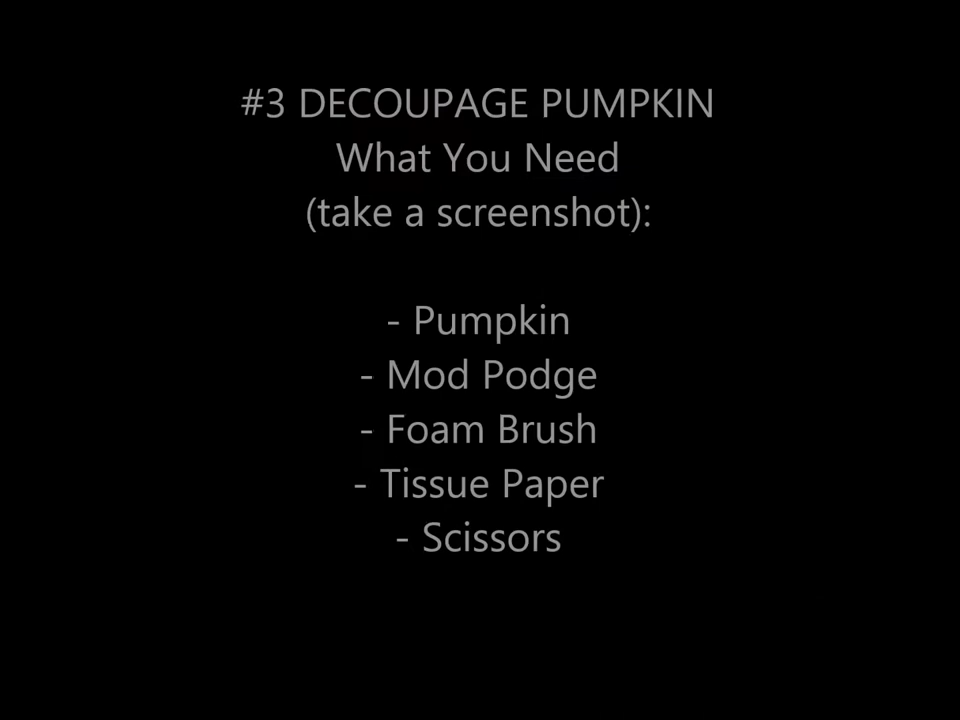 #3 DECOUPAGE PUMPKIN
What You Need
(take a screenshot):
- Pumpkin
- Mod Podge
- Foam Brush
- Tissue Paper
- Scissors